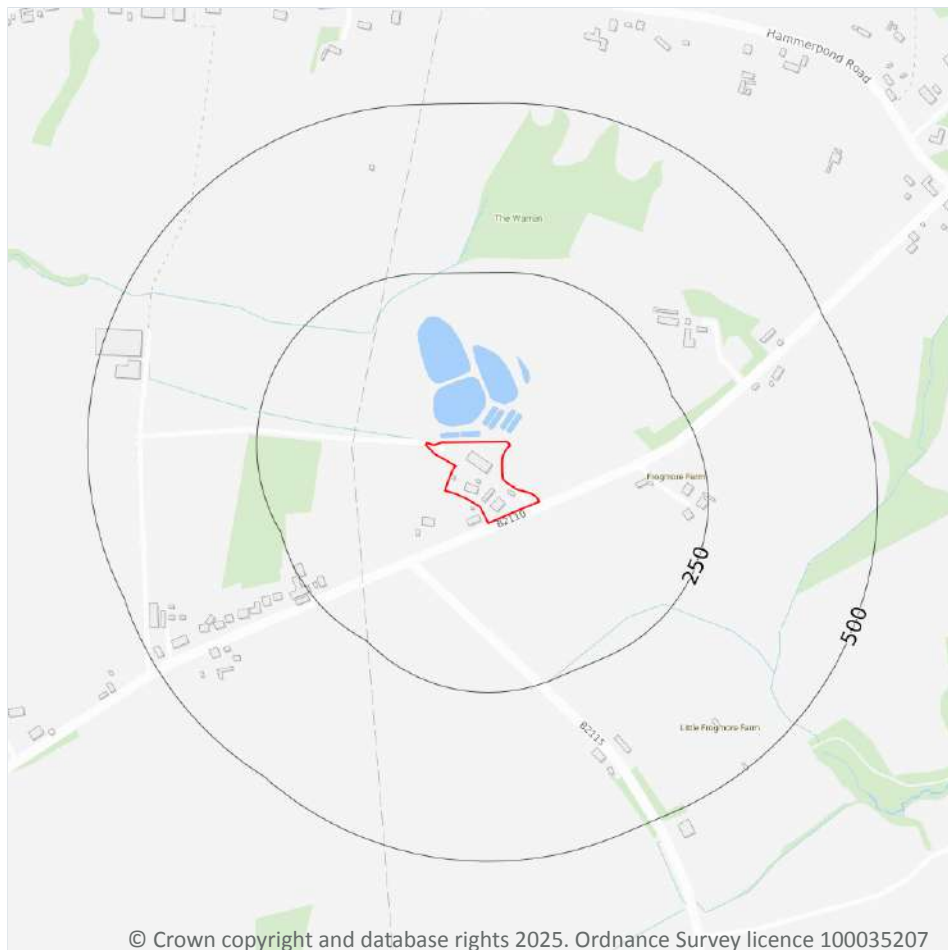 Hammerpond Road
The Warren
Frogmore Farm
B2110
250
500
B2115
Little Frogmore Farm
© Crown copyright and database rights 2025. Ordnance Survey licence 100035207